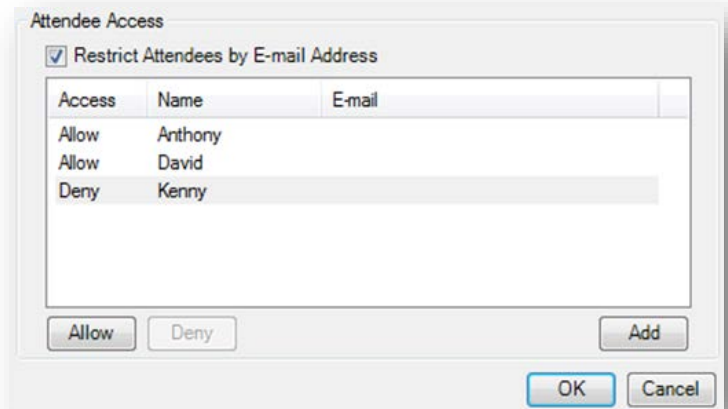 Attendee Access
Restrict Attendees by E-mail Address
Access Name E-mail
Allow Anthony
Allow David
Deny Kenny
Allow Deny Add
OK Cancel